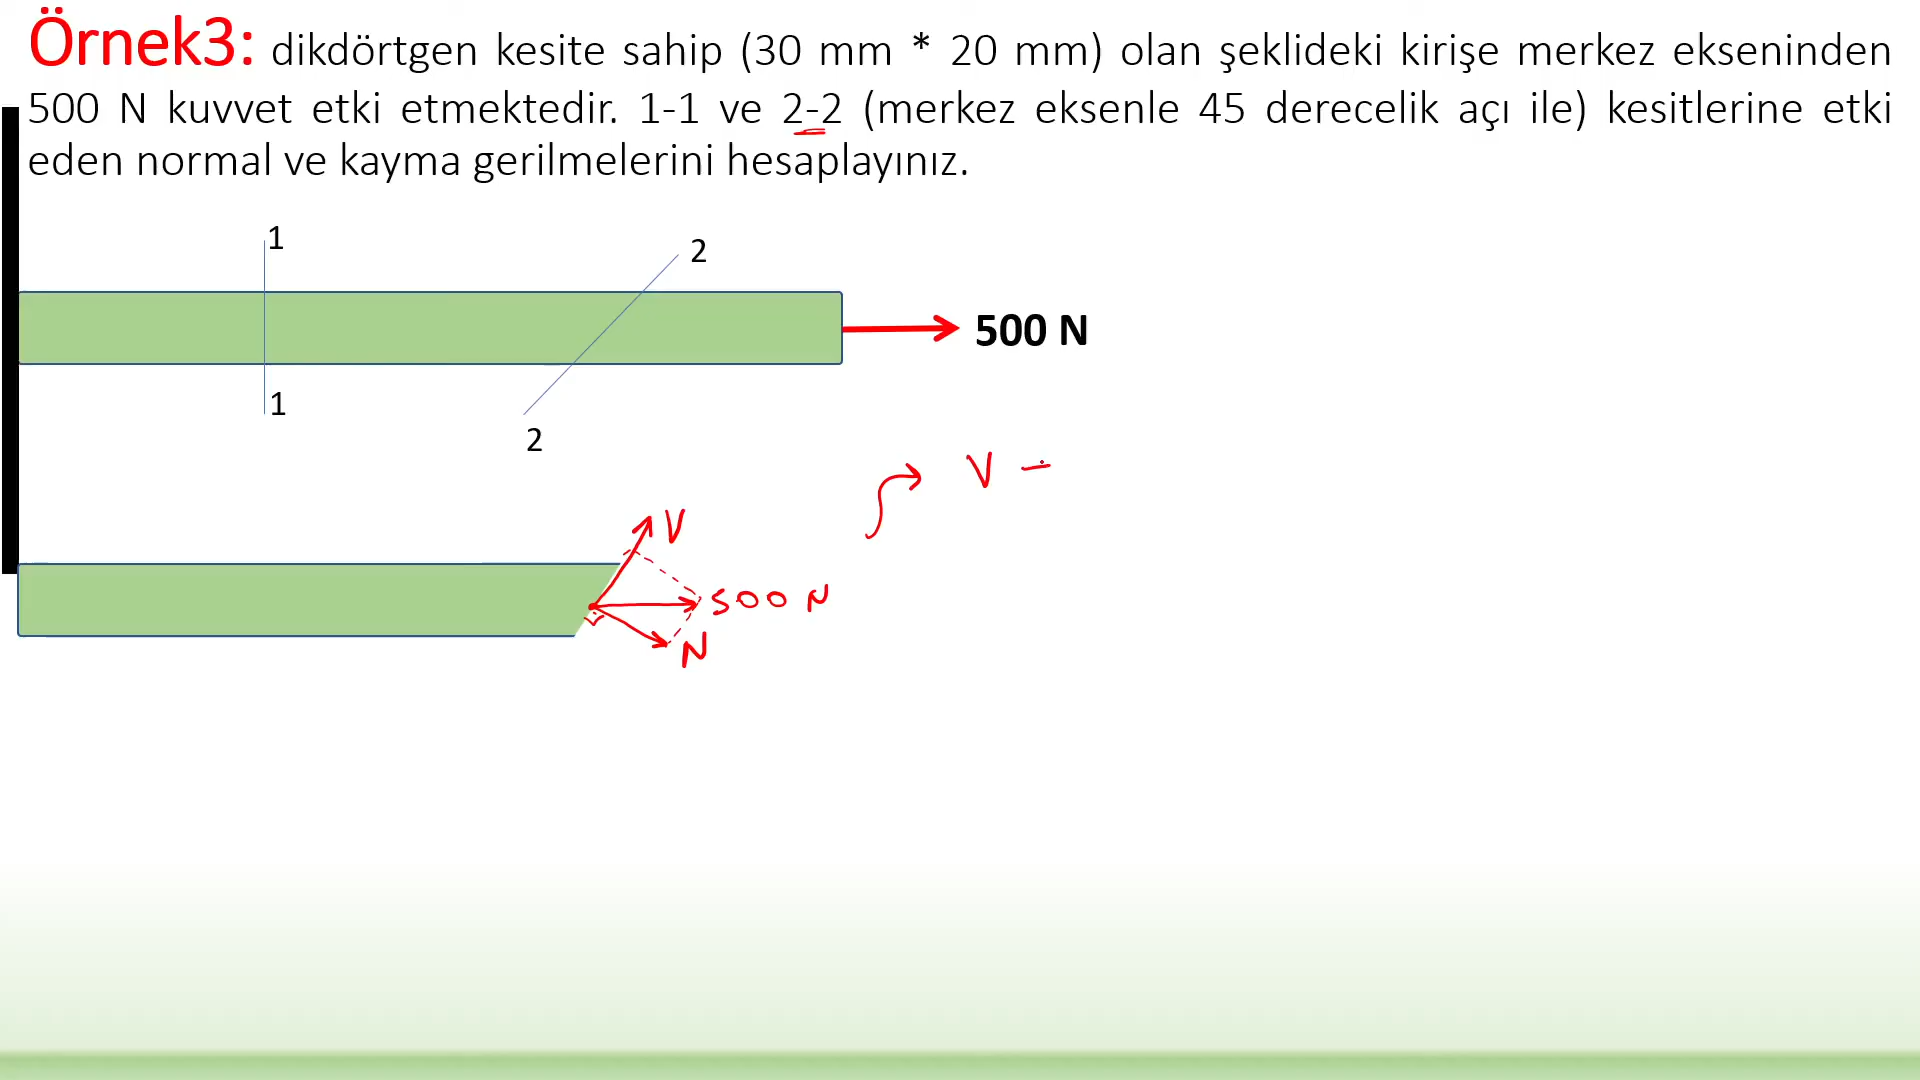 Örnek3: dikdörtgen kesite sahip (30 mm * 20 mm) olan şeklideki kirişe merkez ekseninden
500 N kuvvet etki etmektedir. 1-1 ve 2-2 (merkez eksenle 45 derecelik açı ile) kesitlerine etki
eden normal ve kayma gerilmelerini hesaplayınız.
1
2
500 N
1
2
V -
V
500 N
N